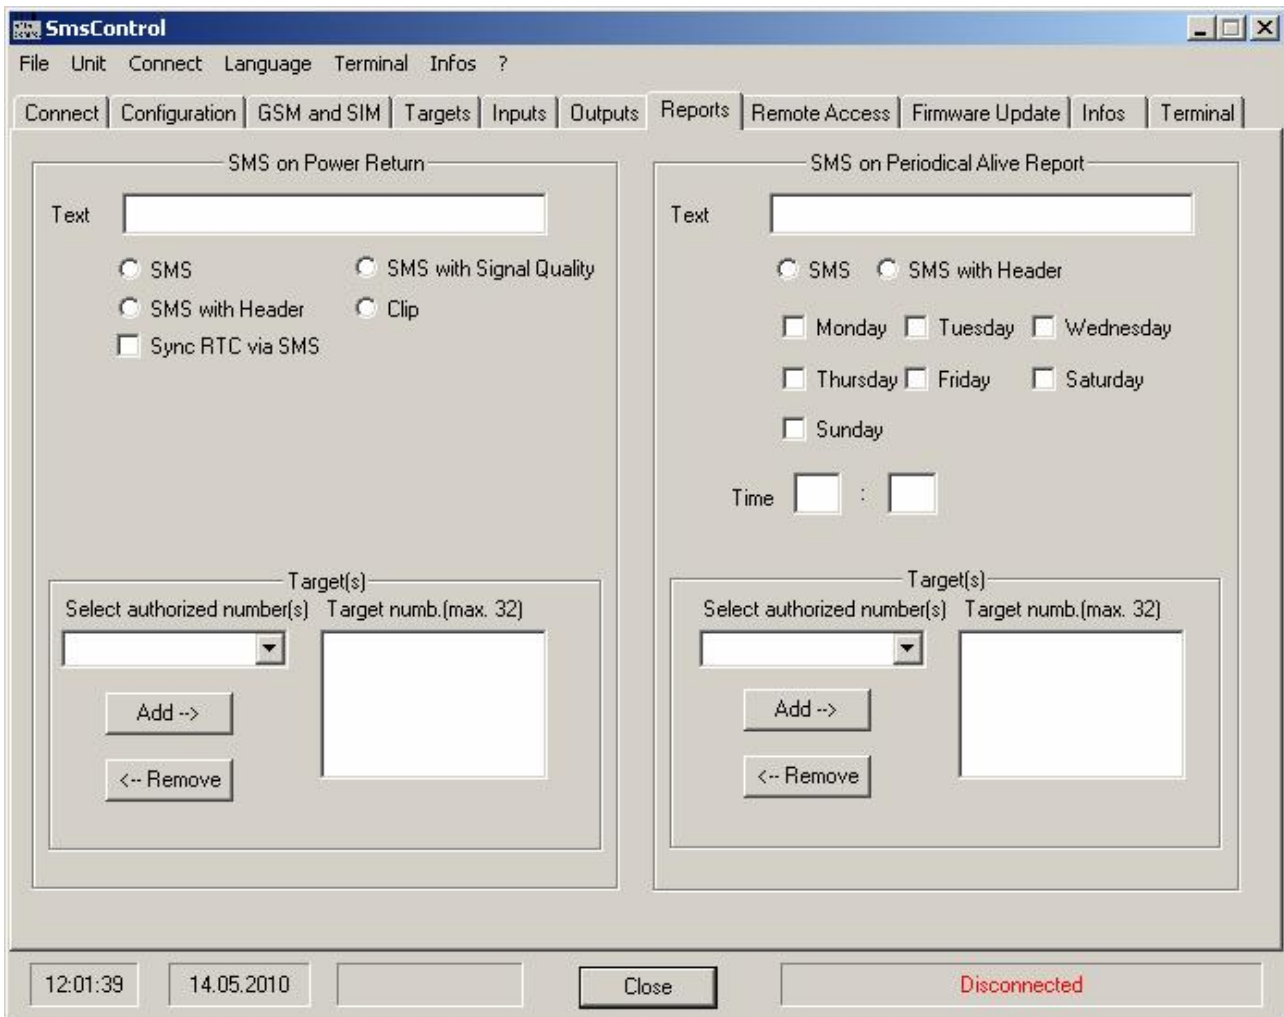 SmsControl
File Unit Connect Language Terminal Infos ?
Connect Configuration GSM and SIM Targets Inputs Outputs Reports Remote Access Firmware Update Infos Terminal
SMS on Power Return
Text
SMS SMS with Signal Quality
SMS with Header Clip
Sync RTC via SMS
Target(s)
Select authorized number(s) Target numb.(max. 32)
Add -->
<-- Remove
SMS on Periodical Alive Report
Text
SMS SMS with Header
Monday Tuesday Wednesday
Thursday Friday Saturday
Sunday
Time :
Target(s)
Select authorized number(s) Target numb.(max. 32)
Add -->
<-- Remove
12:01:39 14.05.2010 Close Disconnected